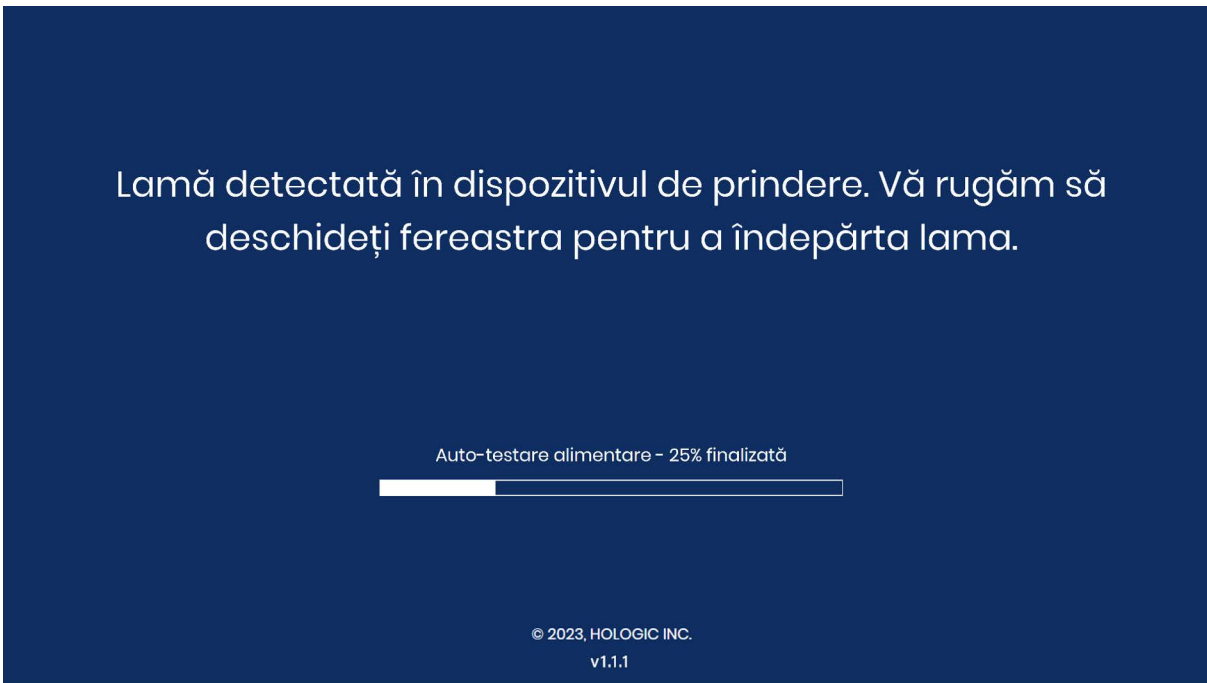 Lamă detectată în dispozitivul de prindere. Vă rugăm să
deschideți fereastra pentru a îndepărta lama.
Auto-testare alimentare - 25% finalizată
© 2023, HOLOGIC INC.
v1.1.1